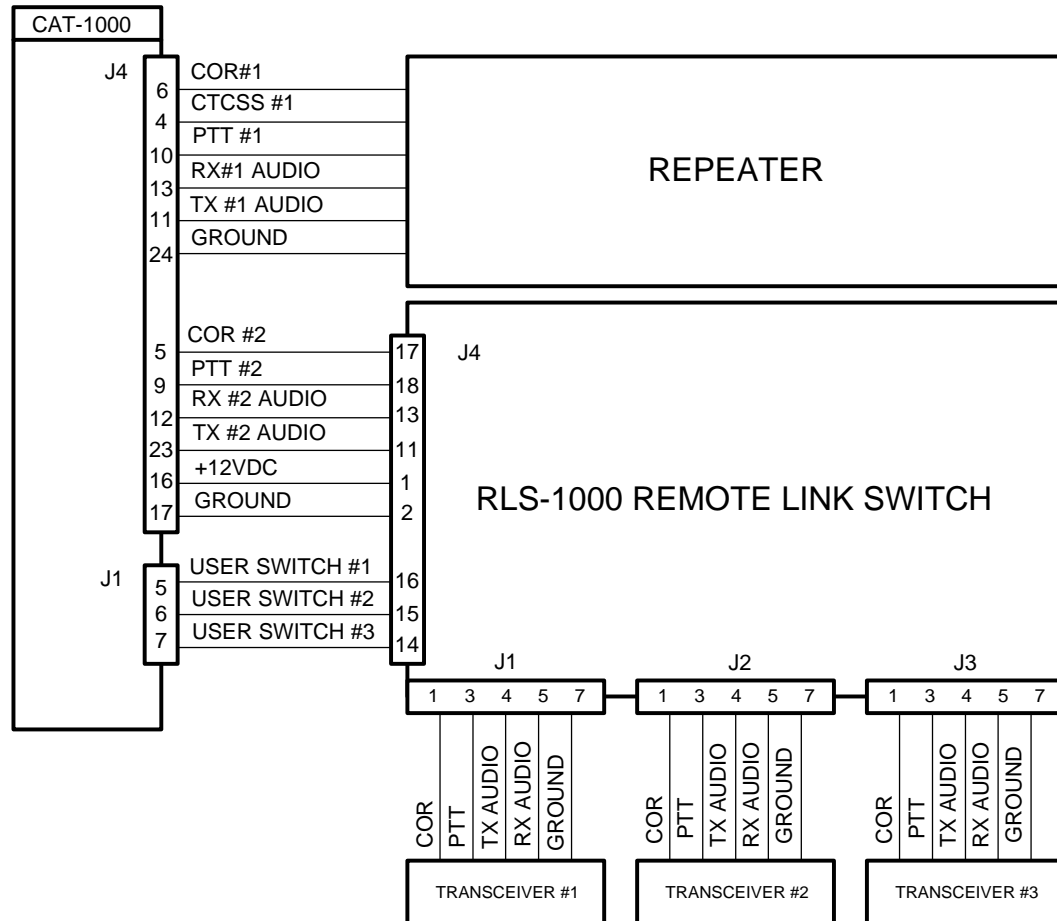 CAT-1000
J4
6 COR#1
4 CTCSS #1
10 PTT #1
13 RX#1 AUDIO
11 TX #1 AUDIO
24 GROUND
REPEATER
5 COR #2 17
9 PTT #2 18
12 RX #2 AUDIO 13
23 TX #2 AUDIO 11
16 +12VDC 1
17 GROUND 2
J4
RLS-1000 REMOTE LINK SWITCH
J1
5 USER SWITCH #1 16
6 USER SWITCH #2 15
7 USER SWITCH #3 14
J1
1 3 4 5 7
COR
PTT
TX AUDIO
RX AUDIO
GROUND
TRANSCEIVER #1
J2
1 3 4 5 7
COR
PTT
TX AUDIO
RX AUDIO
GROUND
TRANSCEIVER #2
J3
1 3 4 5 7
COR
PTT
TX AUDIO
RX AUDIO
GROUND
TRANSCEIVER #3